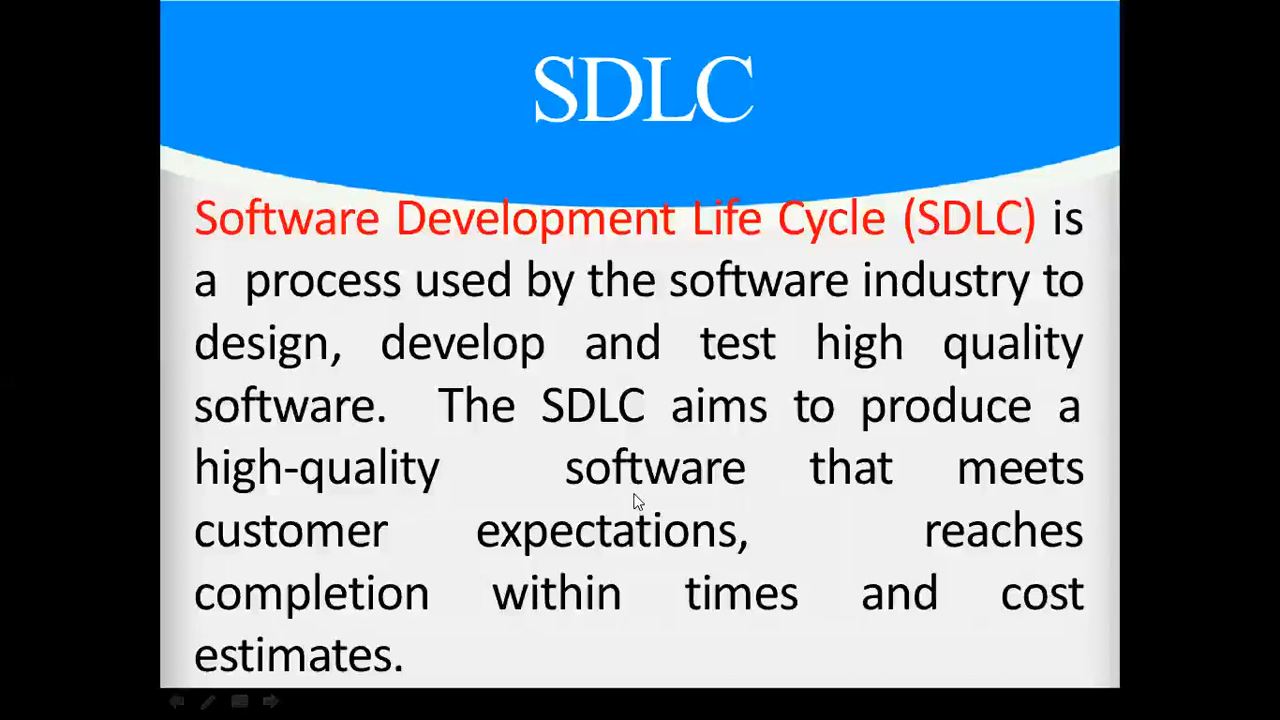 SDLC
Software Development Life Cycle (SDLC) is
a process used by the software industry to
design, develop and test high quality
software. The SDLC aims to produce a
high-quality software that meets
customer expectations, reaches
completion within times and cost
estimates.